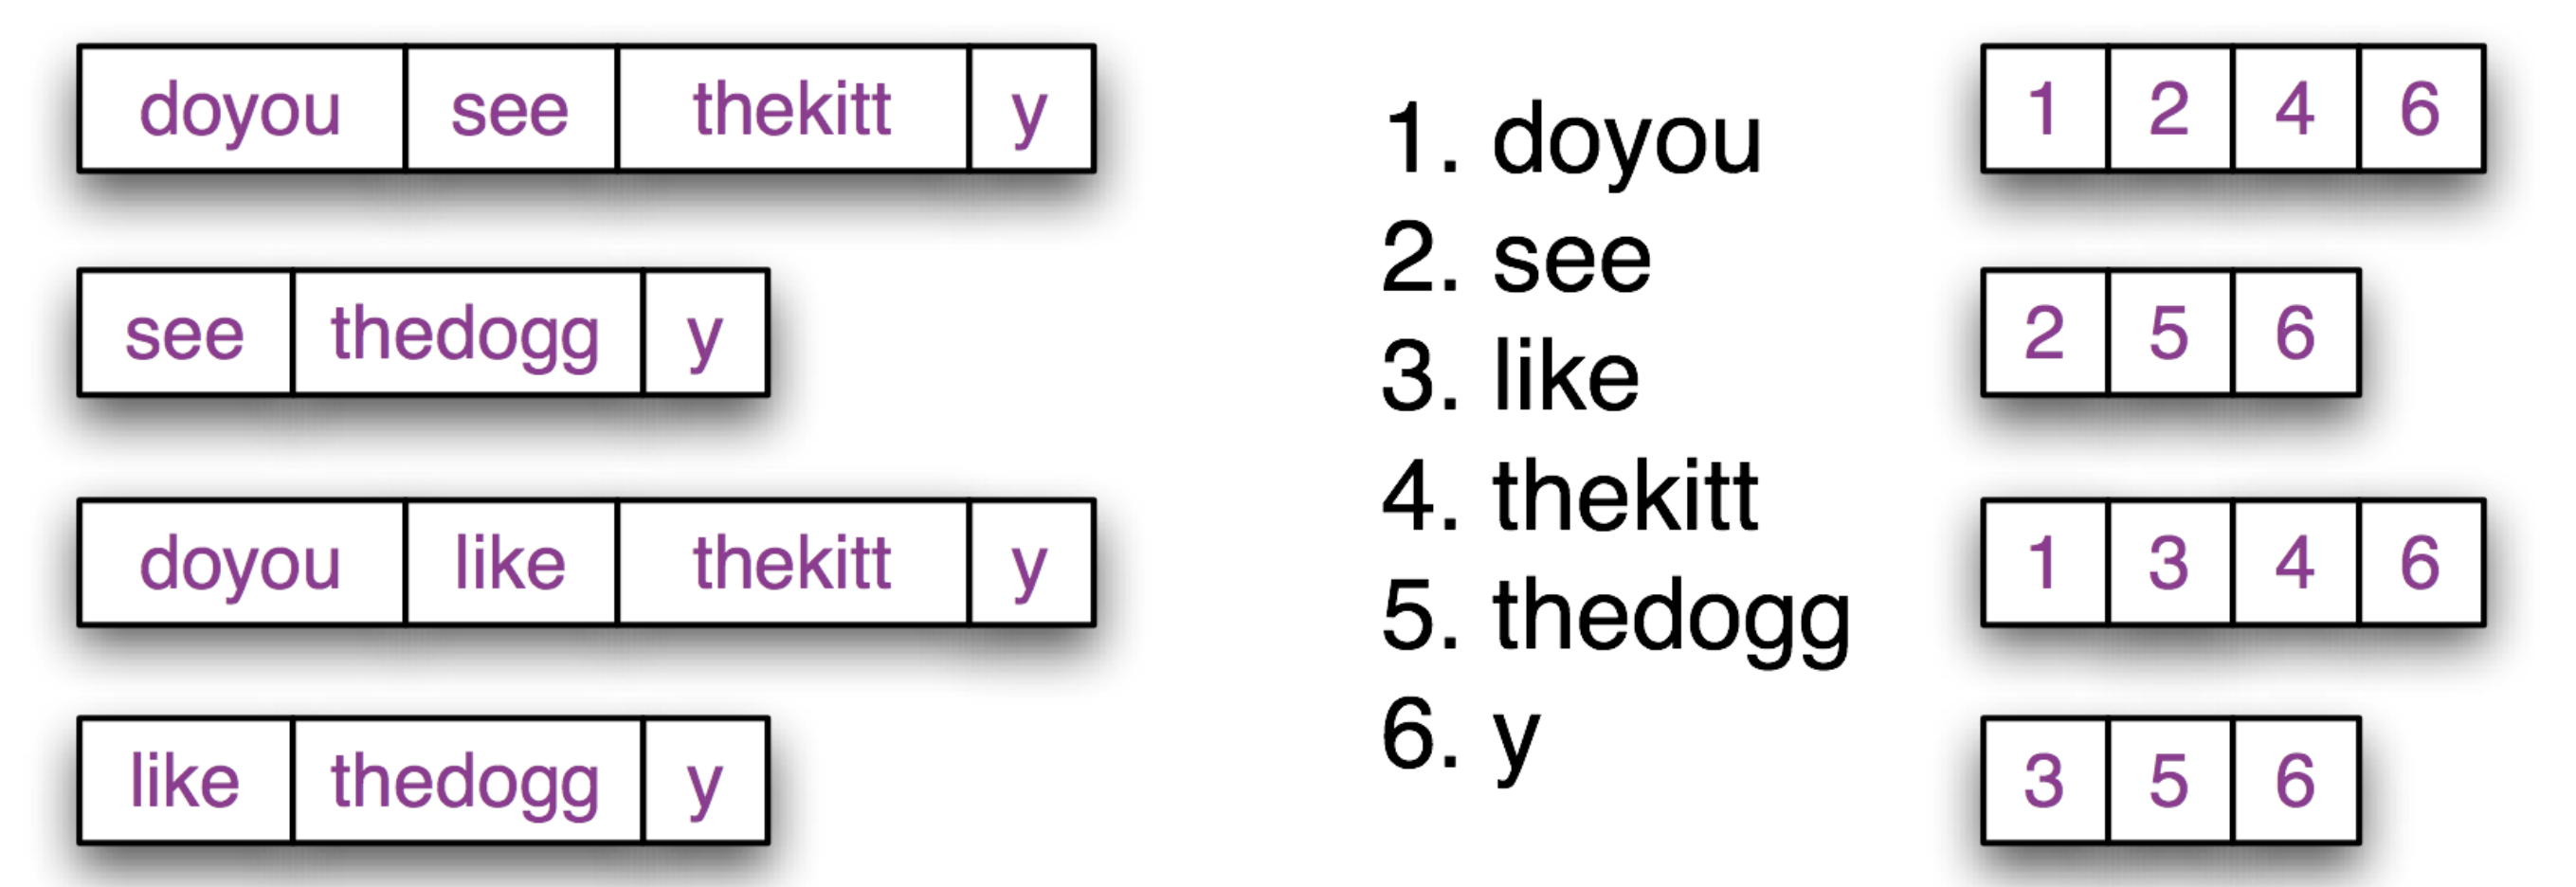 doyou see thekitt y
see thedogg y
doyou like thekitt y
like thedogg y
1. doyou
2. see
3. like
4. thekitt
5. thedogg
6. y
1 2 4 6
2 5 6
1 3 4 6
3 5 6